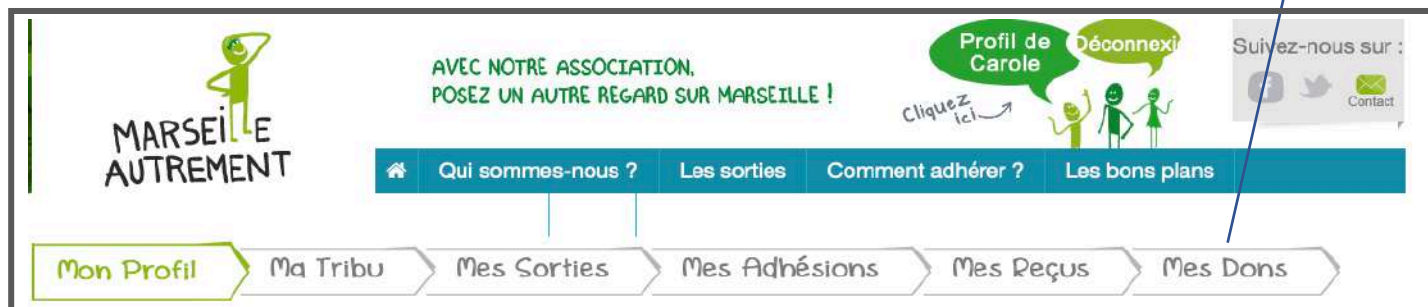 MARSEILLE
AUTREMENT
AVEC NOTRE ASSOCIATION,
POSEZ UN AUTRE REGARD SUR MARSEILLE !
Profil de
Carole
Déconnexi
Cliquez
ici
Suivez-nous sur :
Contact
Qui sommes-nous ? Les sorties Comment adhérer ? Les bons plans
Mon Profil Ma Tribu Mes Sorties Mes Adhésions Mes Reçus Mes Dons